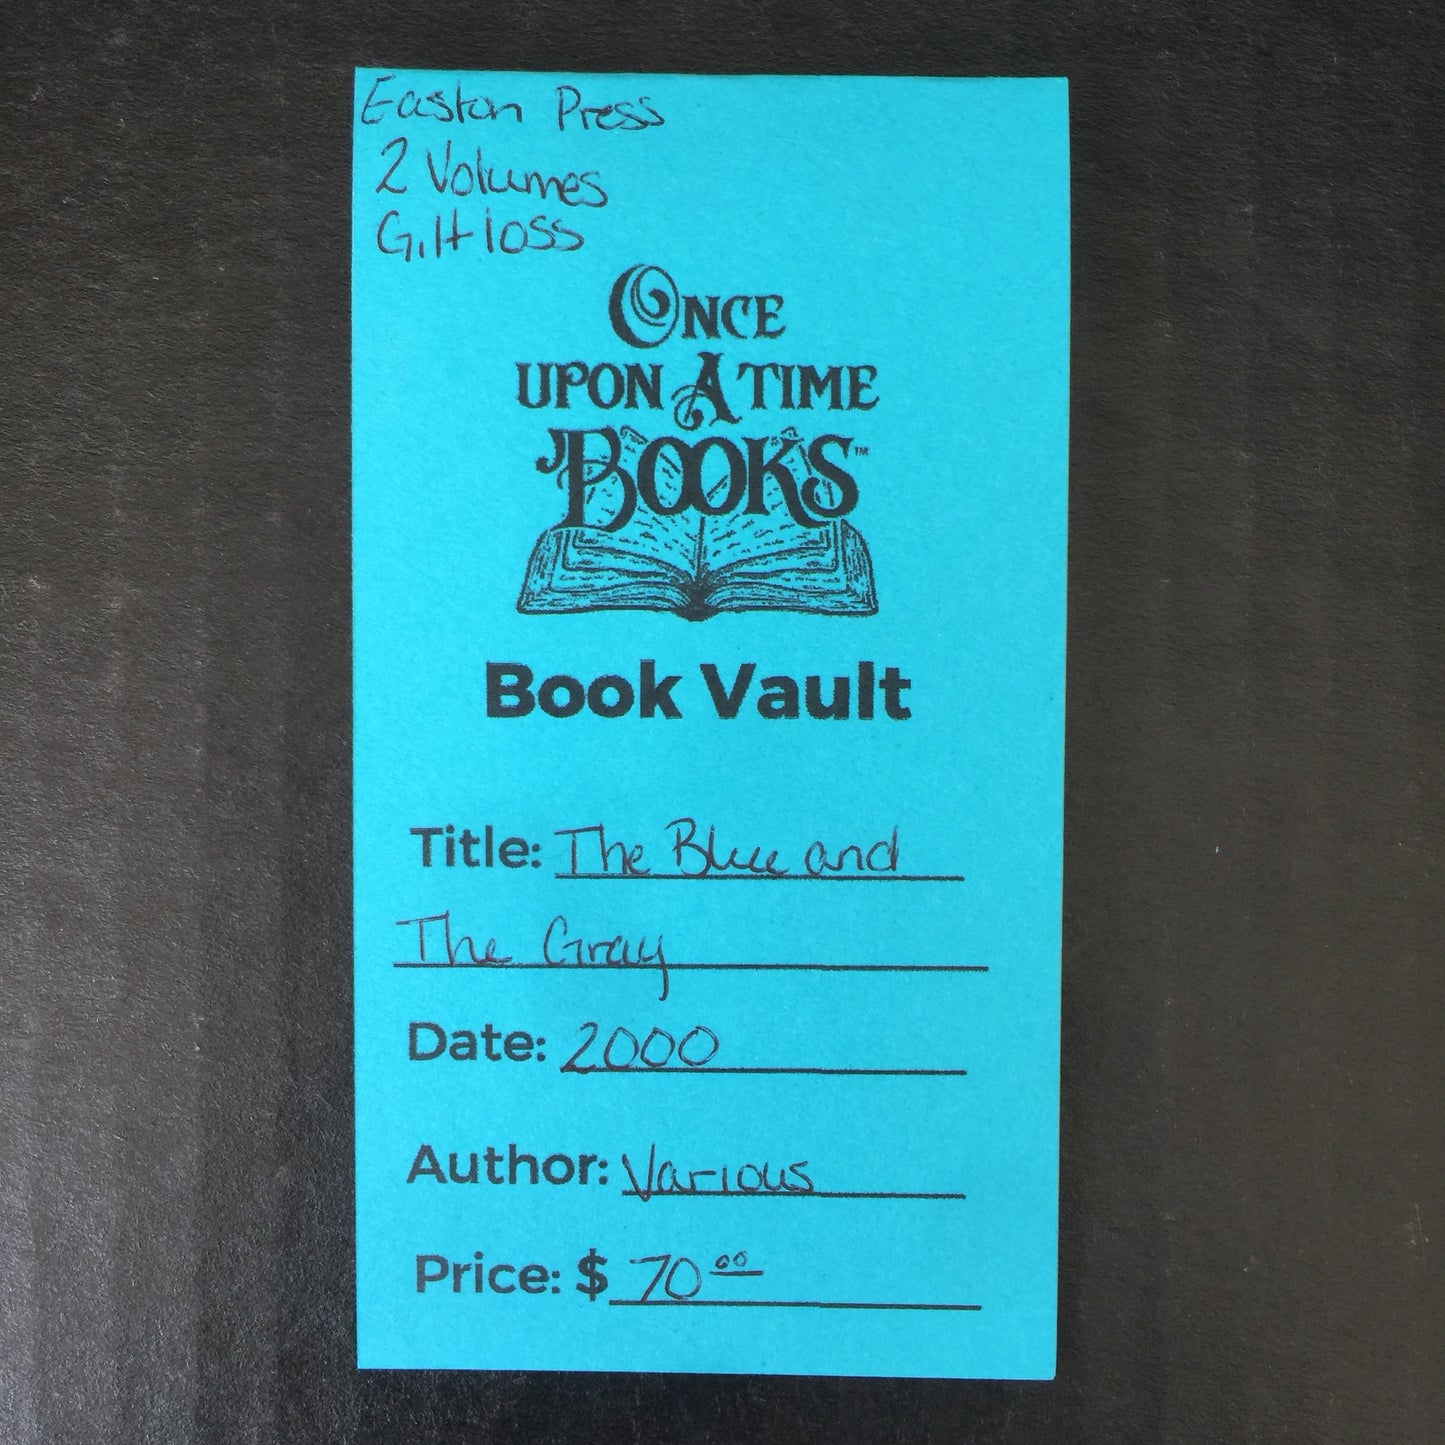 Easton Press
2 Volumes
Gilt loss
ONCE
UPON A TIME
BOOKS™
Book Vault
Title: The Blue and
The Gray
Date: 2000
Author: Various
Price: $ 70.00